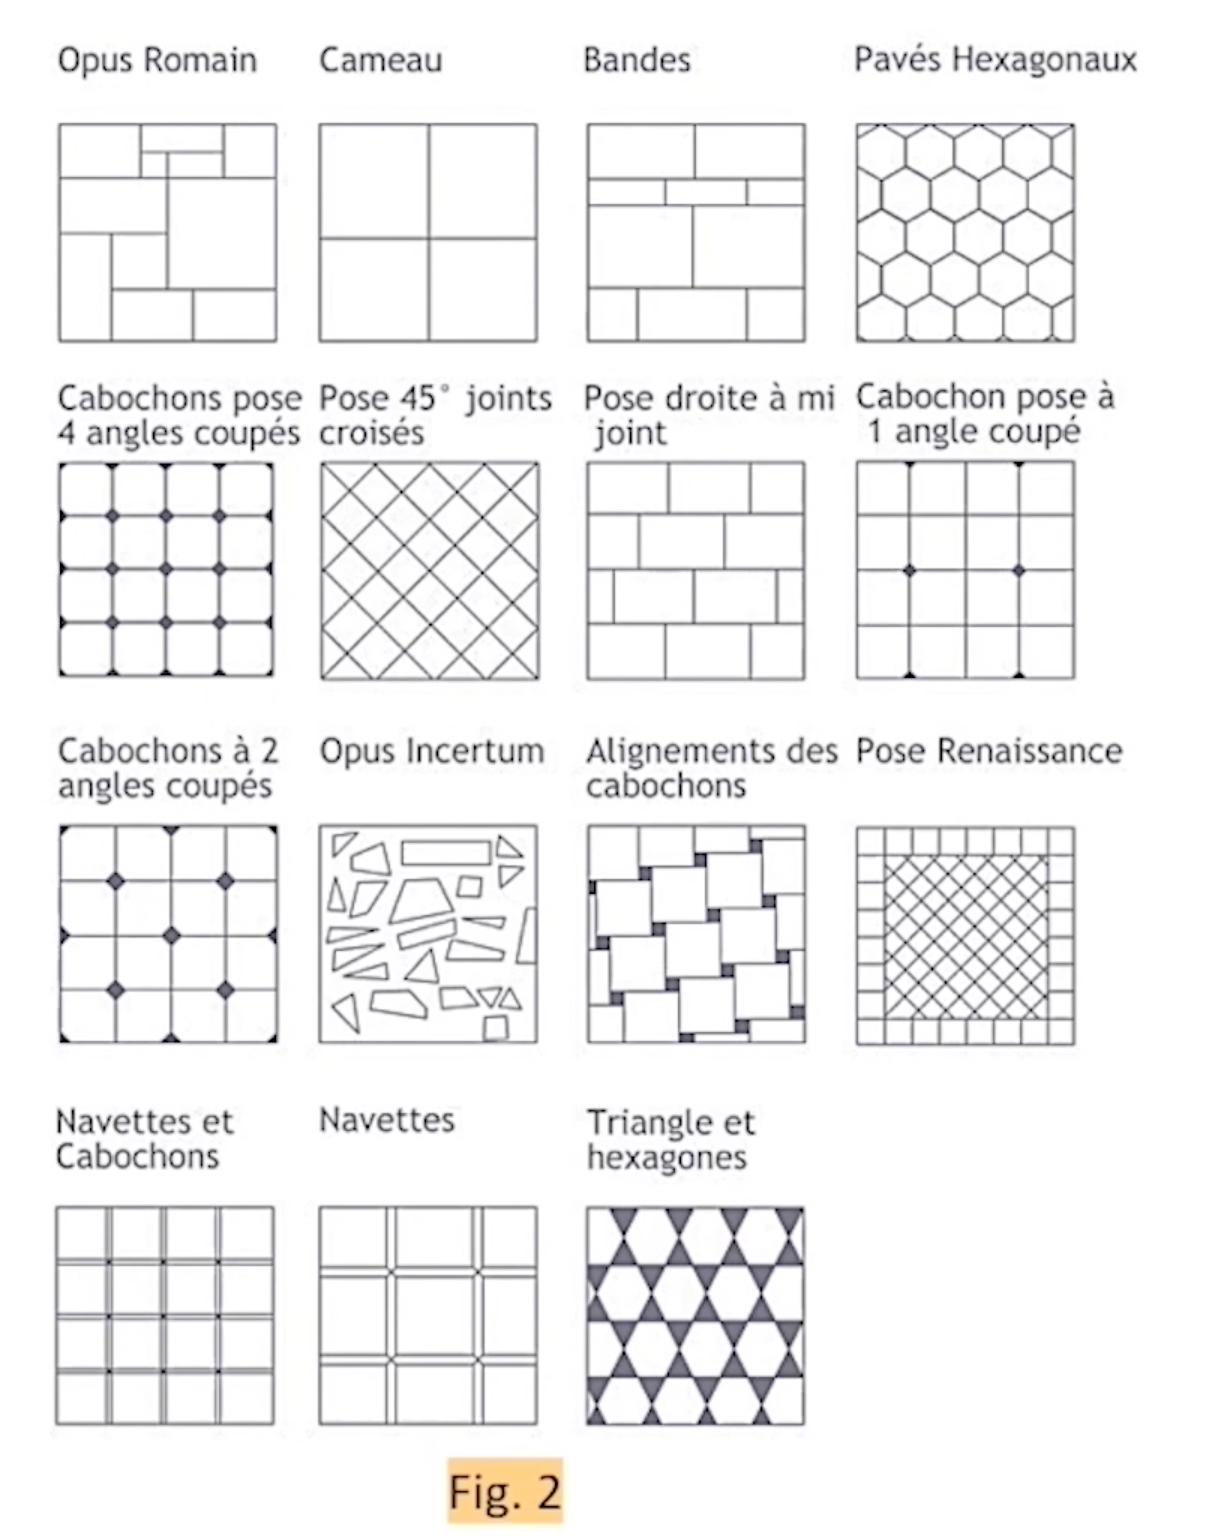 Opus Romain
Cameau
Bandes
Pavés Hexagonaux
Cabochons pose
4 angles coupés
Pose 45° joints
croisés
Pose droite à mi
joint
Cabochon pose à
1 angle coupé
Cabochons à 2
angles coupés
Opus Incertum
Alignements des
cabochons
Pose Renaissance
Navettes et
Cabochons
Navettes
Triangle et
hexagones
Fig. 2